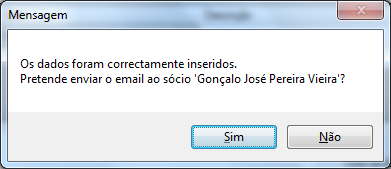 Mensagem
Os dados foram correctamente inseridos.
Pretende enviar o email ao sócio 'Gonçalo José Pereira Vieira'?
Sim
Não